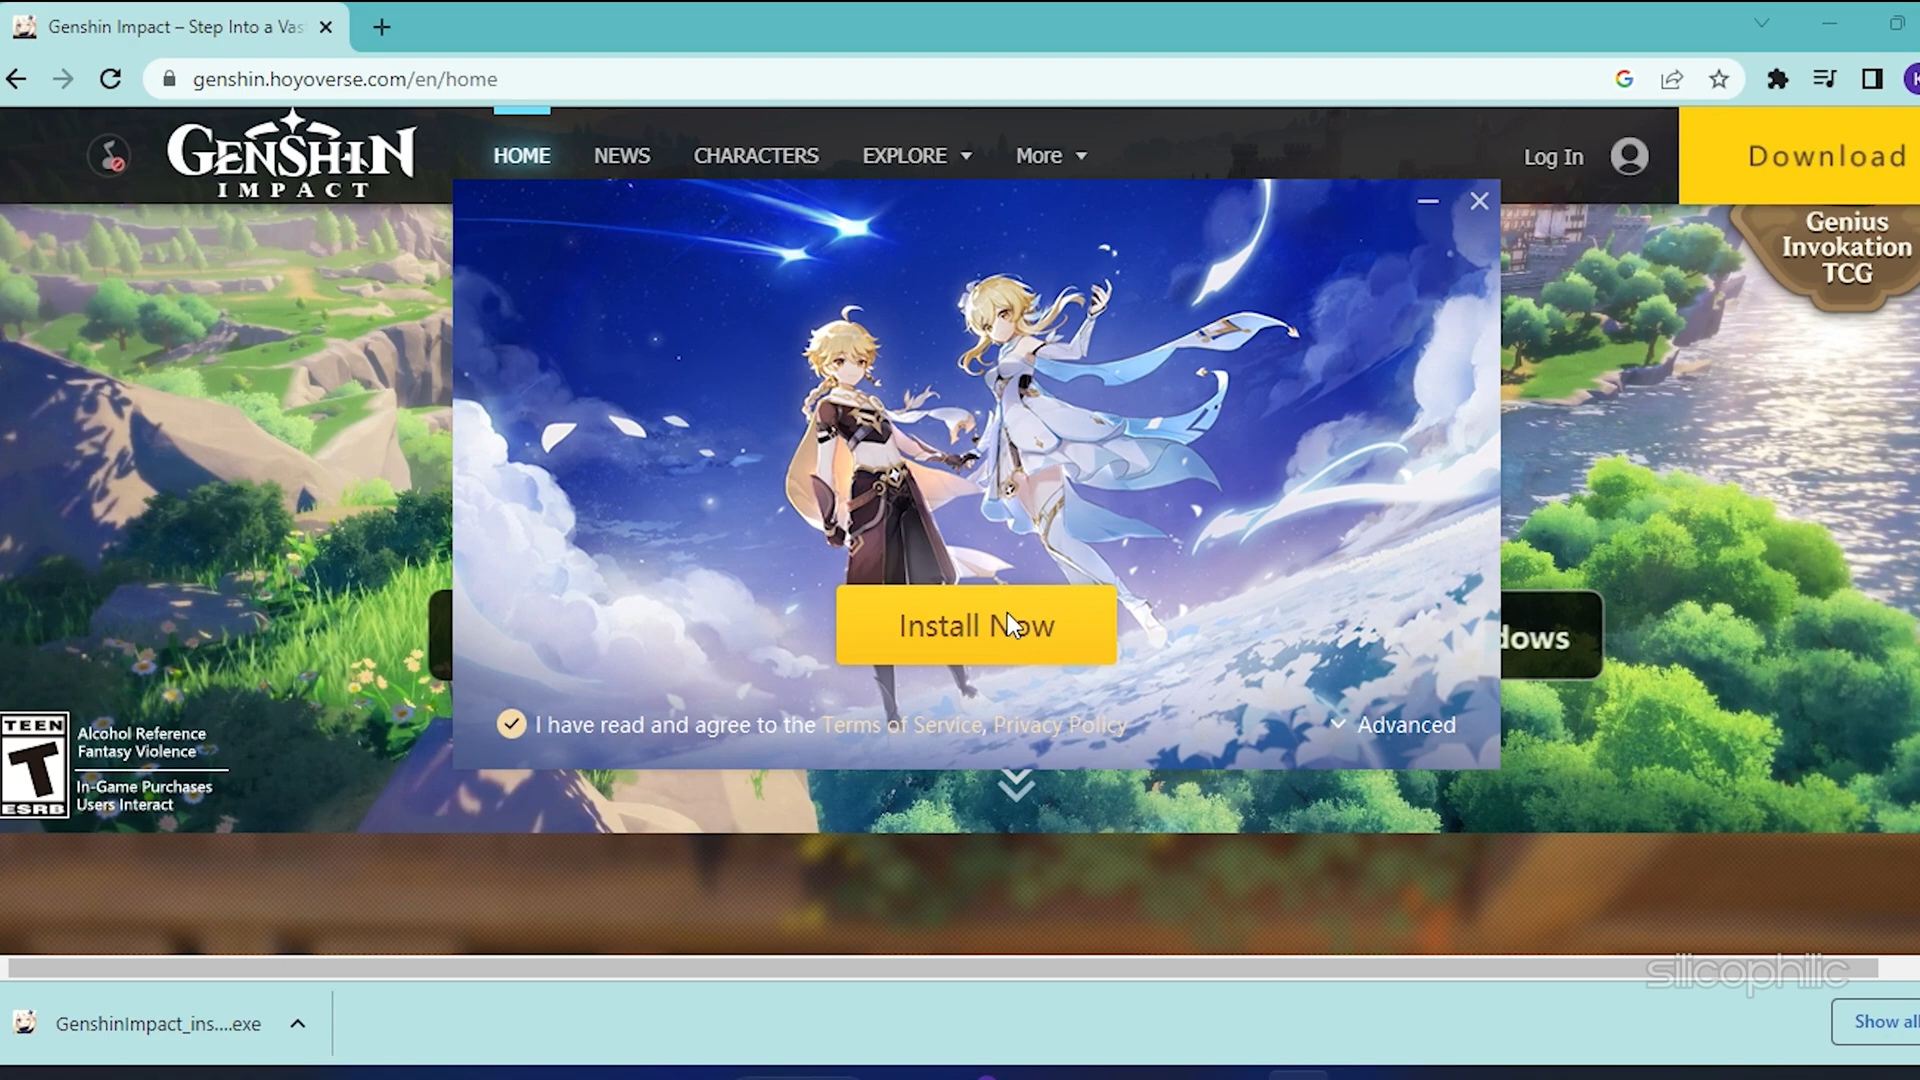 Genshin Impact – Step Into a Vas
genshin.hoyoverse.com/en/home
GENSHIN
IMPACT
HOME
NEWS
CHARACTERS
EXPLORE
More
Log In
Download
Genius
Invokation
TCG
Install Now
dows
I have read and agree to the Terms of Service, Privacy Policy
Advanced
TEEN
T
ESRB
Alcohol Reference
Fantasy Violence
In-Game Purchases
Users Interact
silicophilic
GenshinImpact_ins....exe
Show all